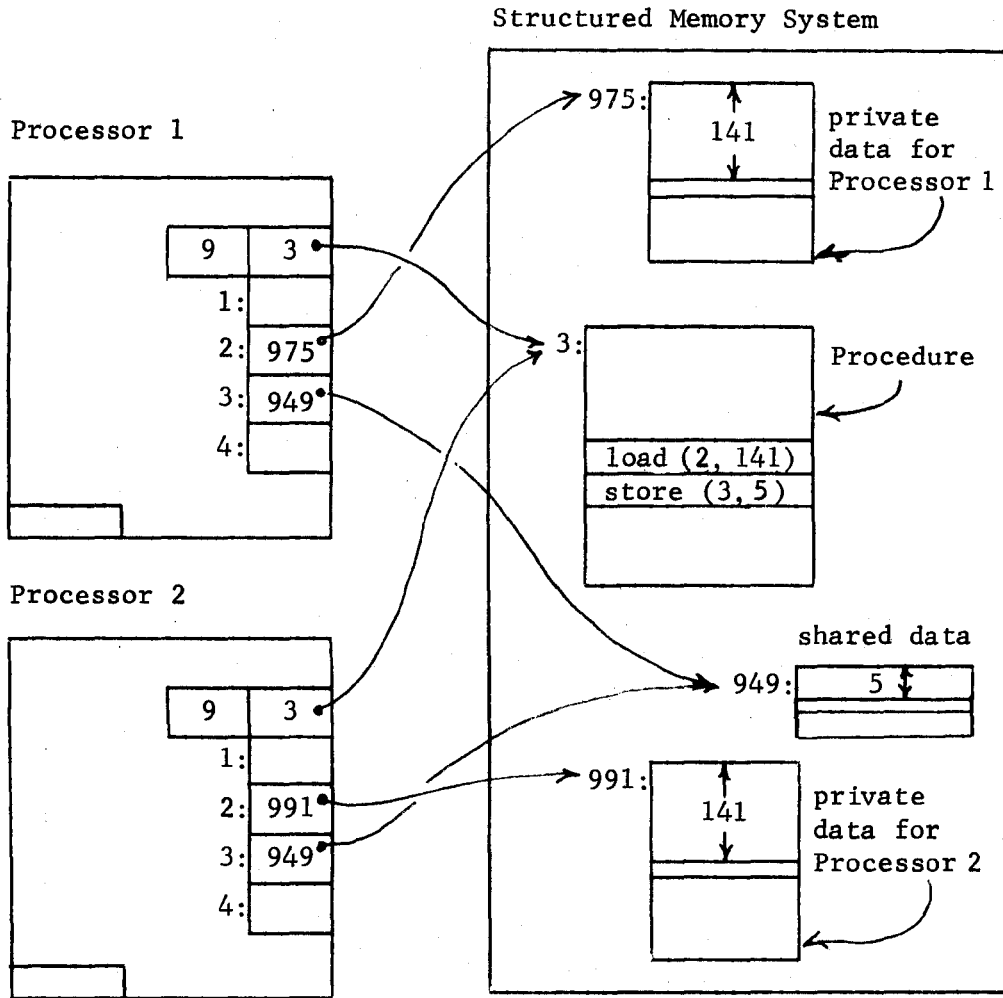 Structured Memory System
Processor 1
9 3
1:
2: 975
3: 949
4:
Processor 2
9 3
1:
2: 991
3: 949
4:
975:
141
private
data for
Processor 1
3:
Procedure
load (2, 141)
store (3, 5)
shared data
949:
5
991:
141
private
data for
Processor 2